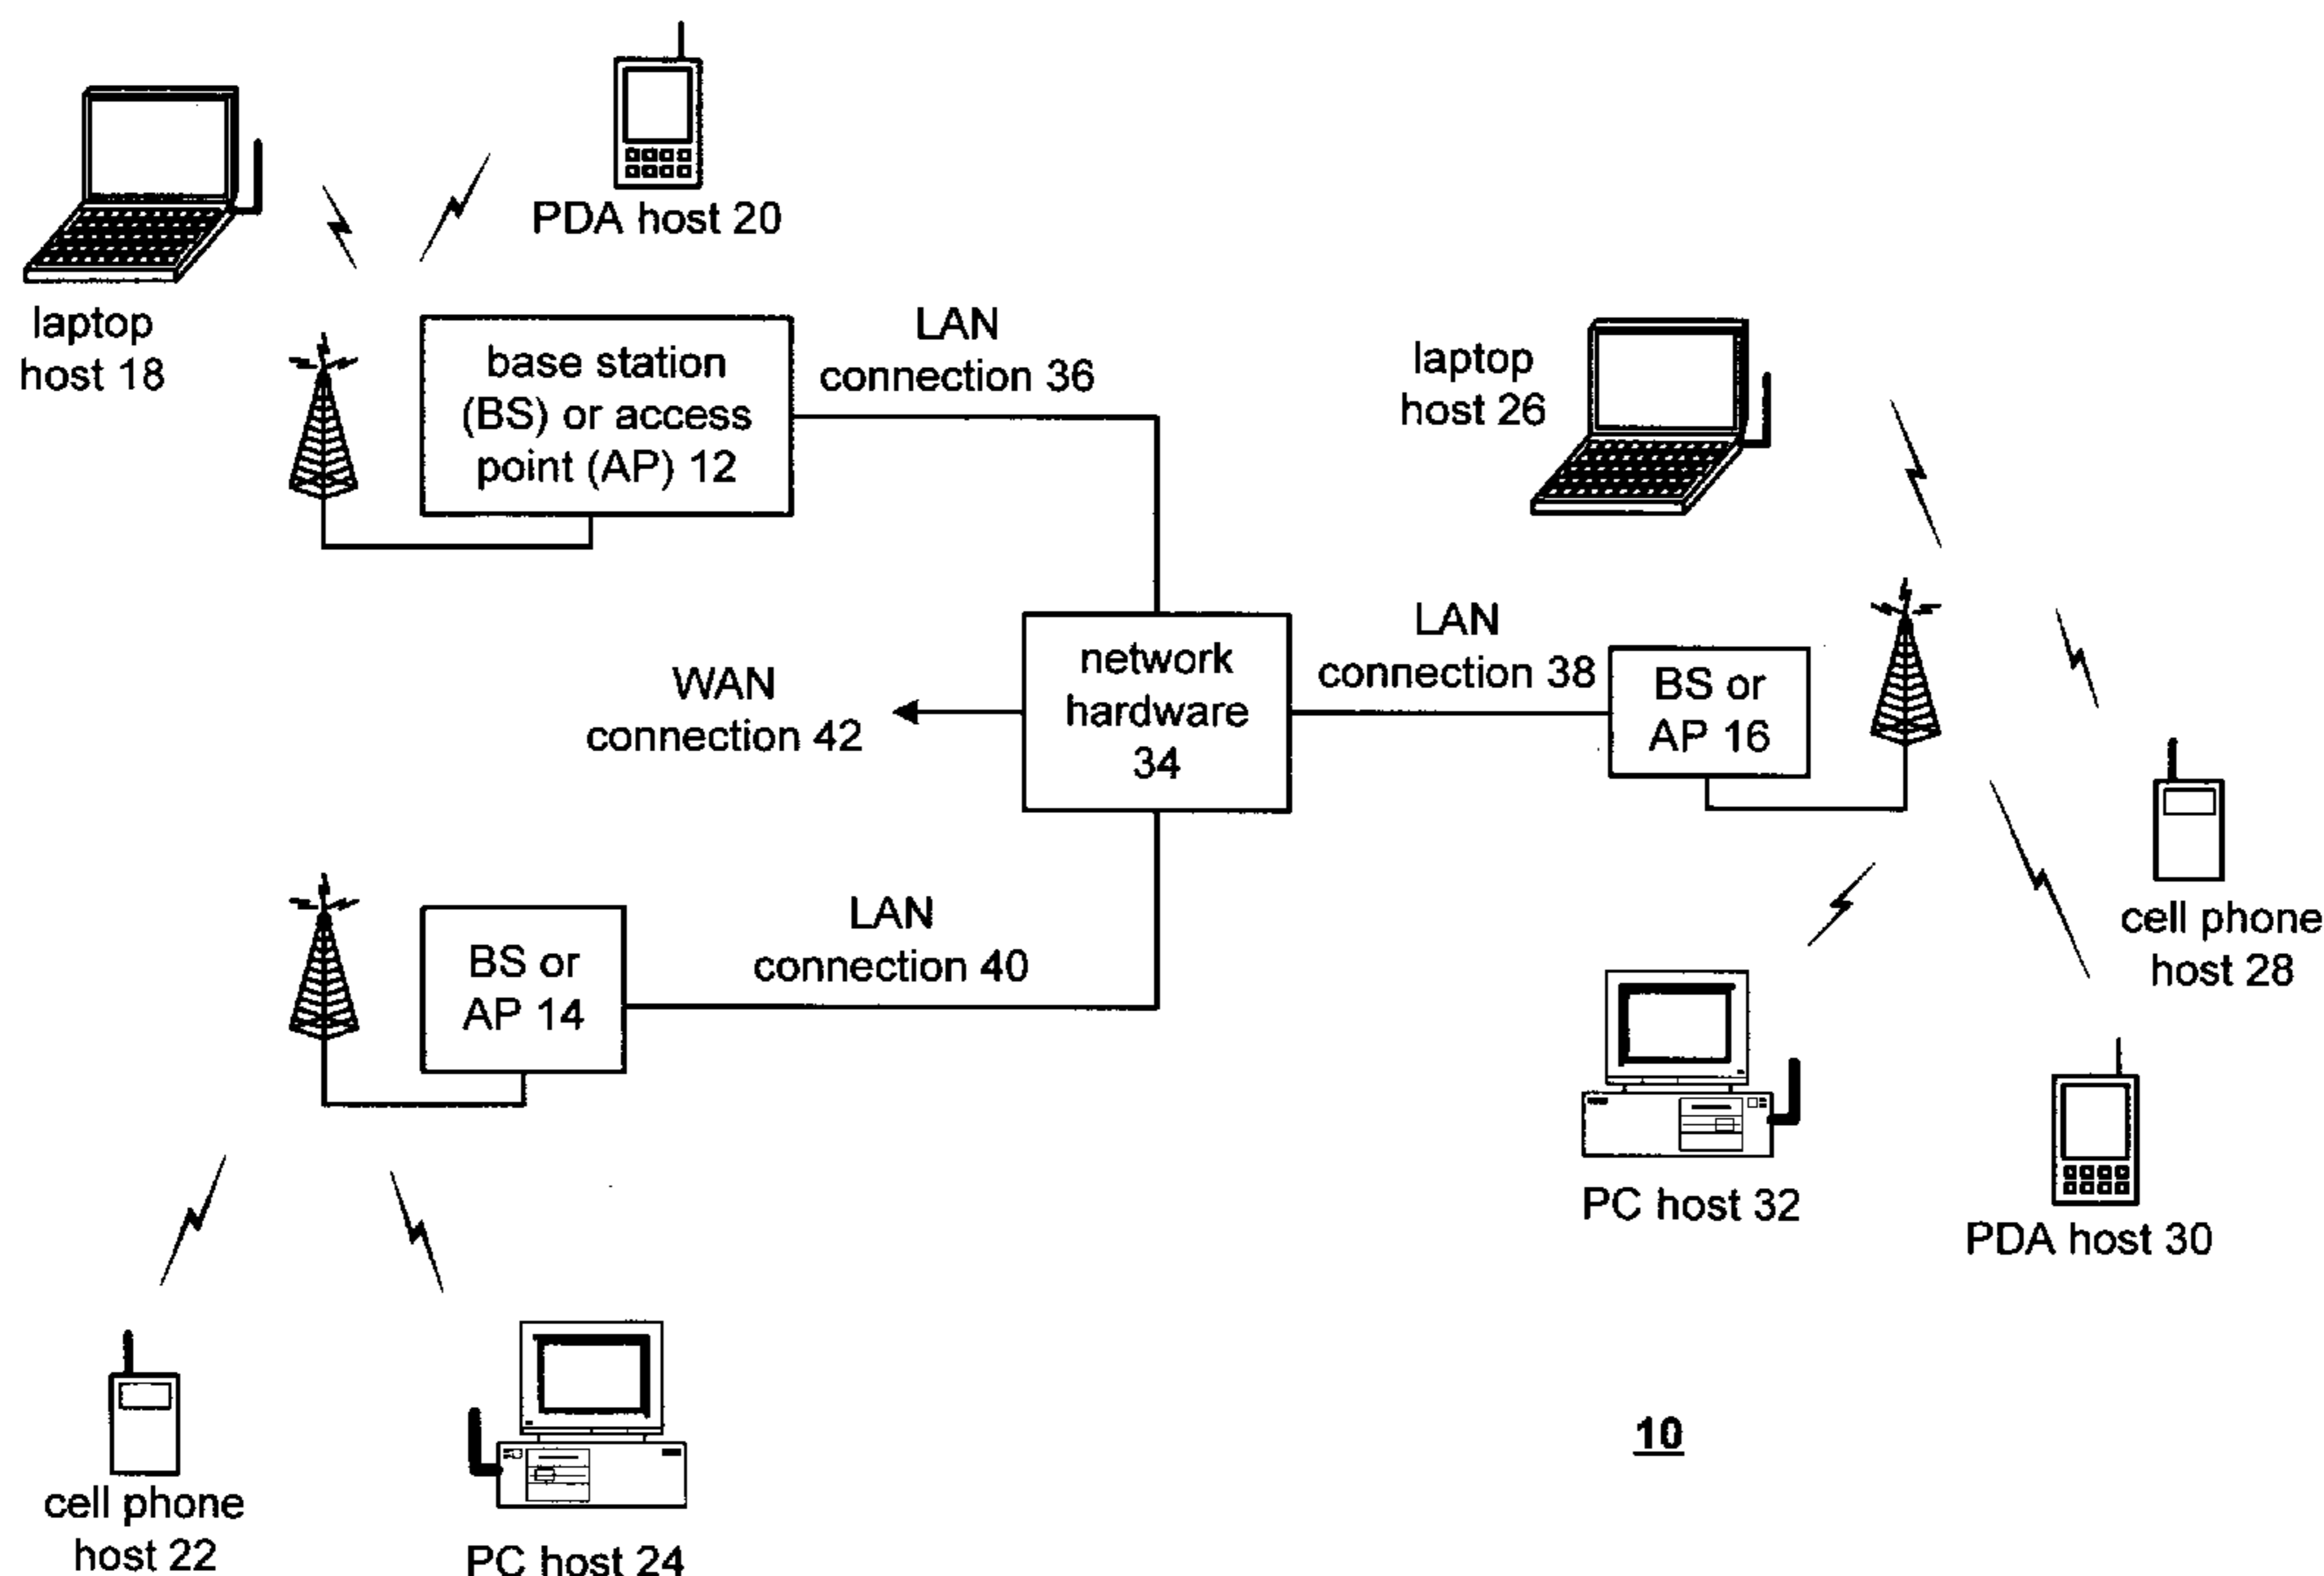 PDA host 20
laptop
host 18
base station
(BS) or access
point (AP) 12
LAN
connection 36
laptop
host 26
WAN
connection 42
network
hardware
34
LAN
connection 38
BS or
AP 16
cell phone
host 28
BS or
AP 14
LAN
connection 40
PC host 32
PDA host 30
cell phone
host 22
PC host 24
10